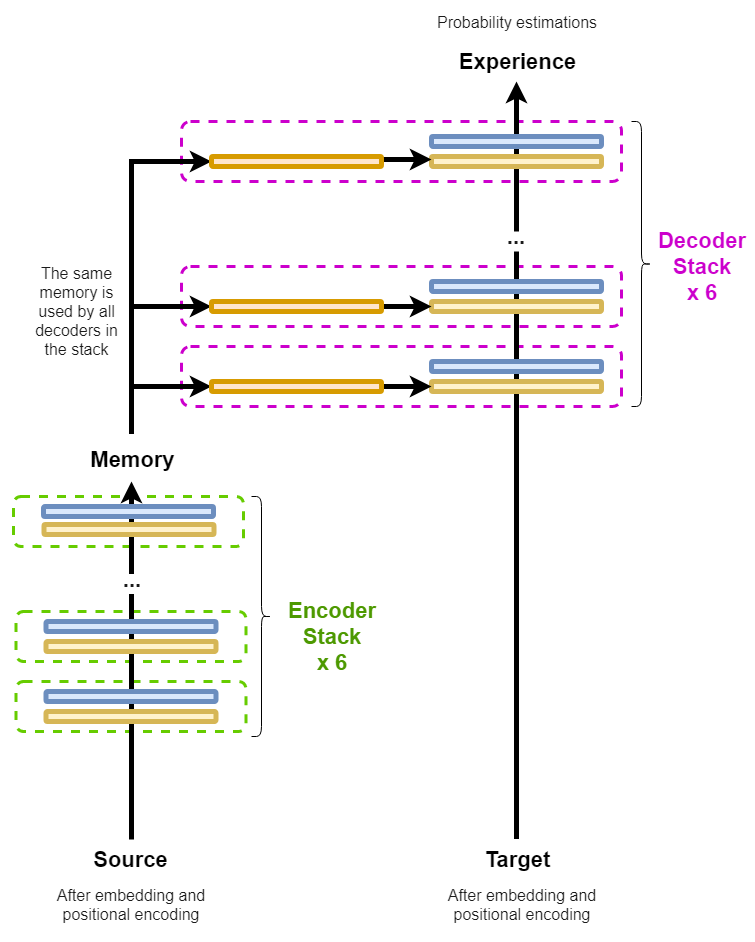 Probability estimations
Experience
Decoder
Stack
x 6
...
The same
memory is
used by all
decoders in
the stack
Memory
...
Encoder
Stack
x 6
Source
After embedding and
positional encoding
Target
After embedding and
positional encoding